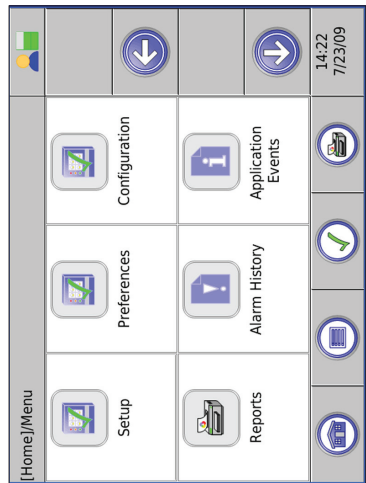 [Home]/Menu
Setup
Preferences
Configuration
Reports
Alarm History
Application
Events
14:22
7/23/09